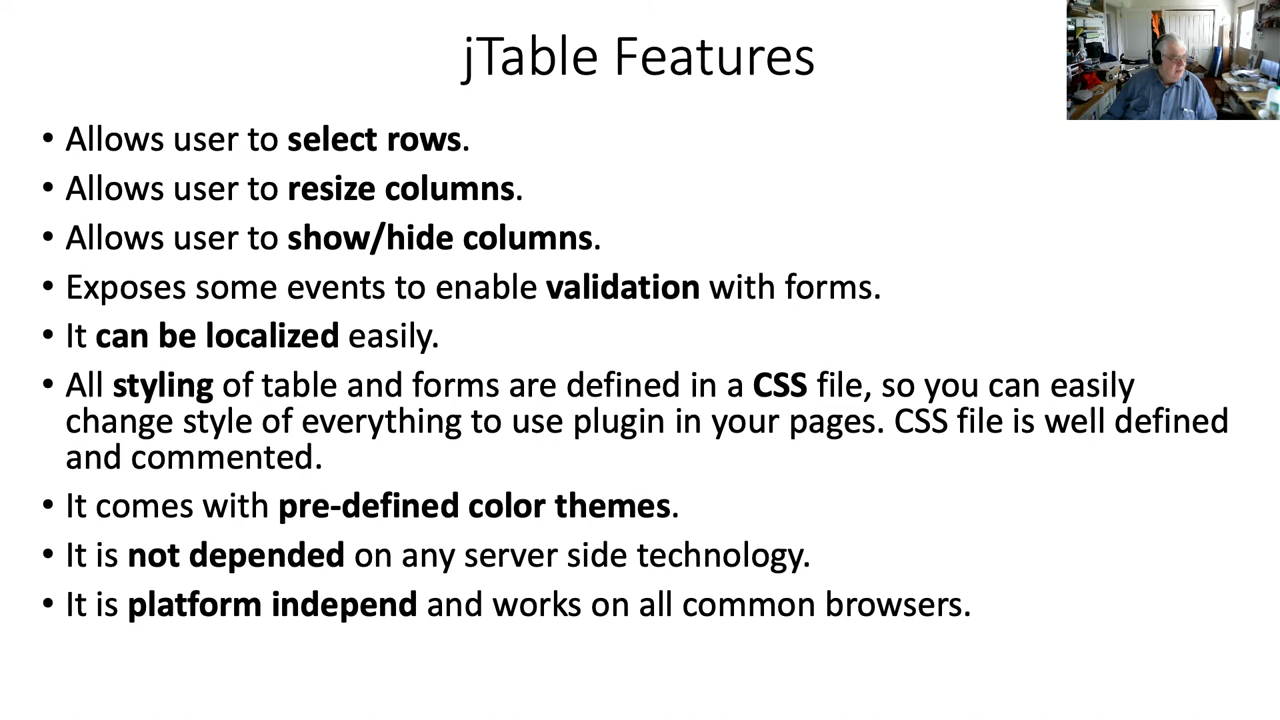 jTable Features
• Allows user to select rows.
• Allows user to resize columns.
• Allows user to show/hide columns.
• Exposes some events to enable validation with forms.
• It can be localized easily.
• All styling of table and forms are defined in a CSS file, so you can easily
change style of everything to use plugin in your pages. CSS file is well defined
and commented.
• It comes with pre-defined color themes.
• It is not depended on any server side technology.
• It is platform independ and works on all common browsers.